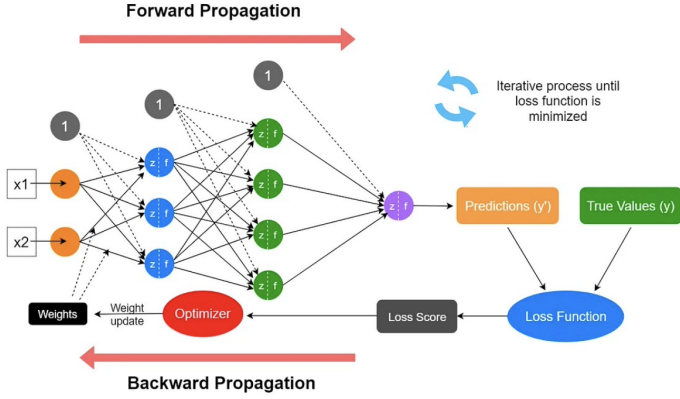 Forward Propagation
1
1
1
Iterative process until
loss function is
minimized
z f
z f
z f
z f
z f
z f
z f
z f
x1
x2
Predictions (y')
True Values (y)
Weights
Weight
update
Optimizer
Loss Score
Loss Function
Backward Propagation